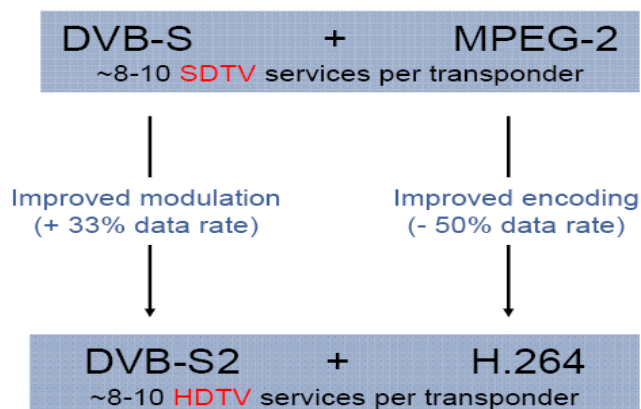 DVB-S + MPEG-2
~8-10 SDTV services per transponder
Improved modulation
(+ 33% data rate)
Improved encoding
(- 50% data rate)
DVB-S2 + H.264
~8-10 HDTV services per transponder